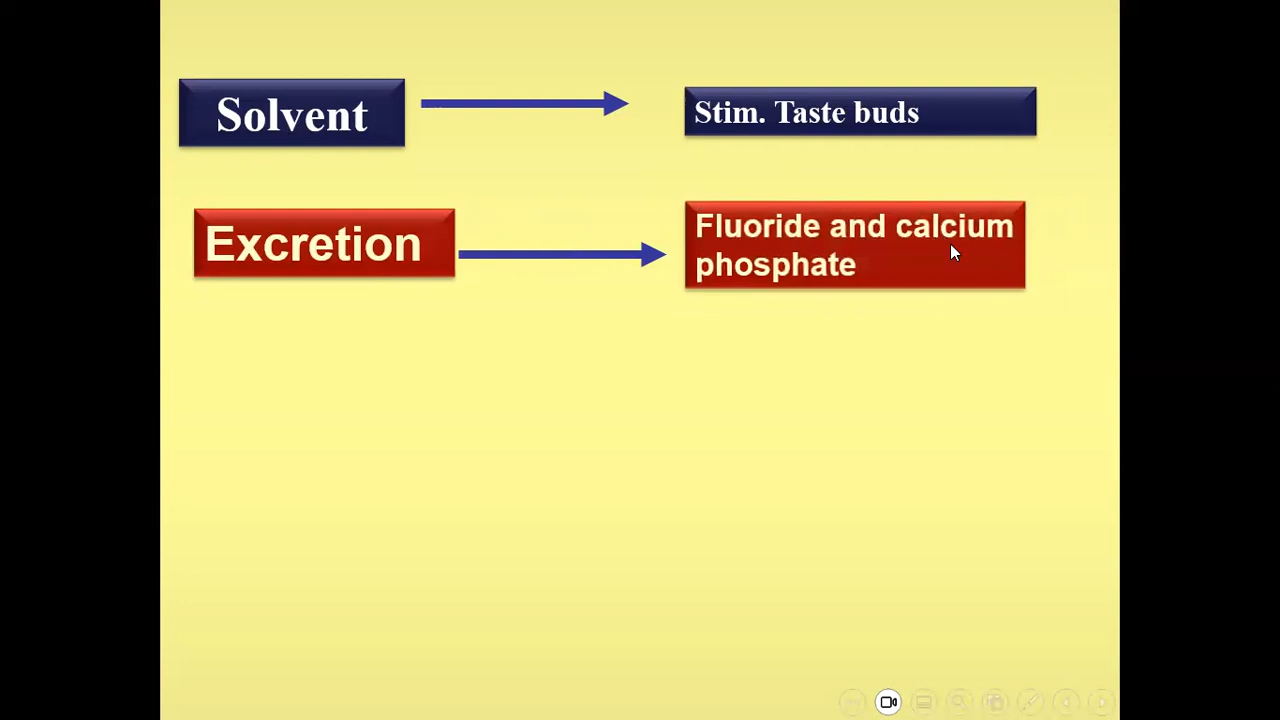 Solvent
Stim. Taste buds
Excretion
Fluoride and calcium
phosphate